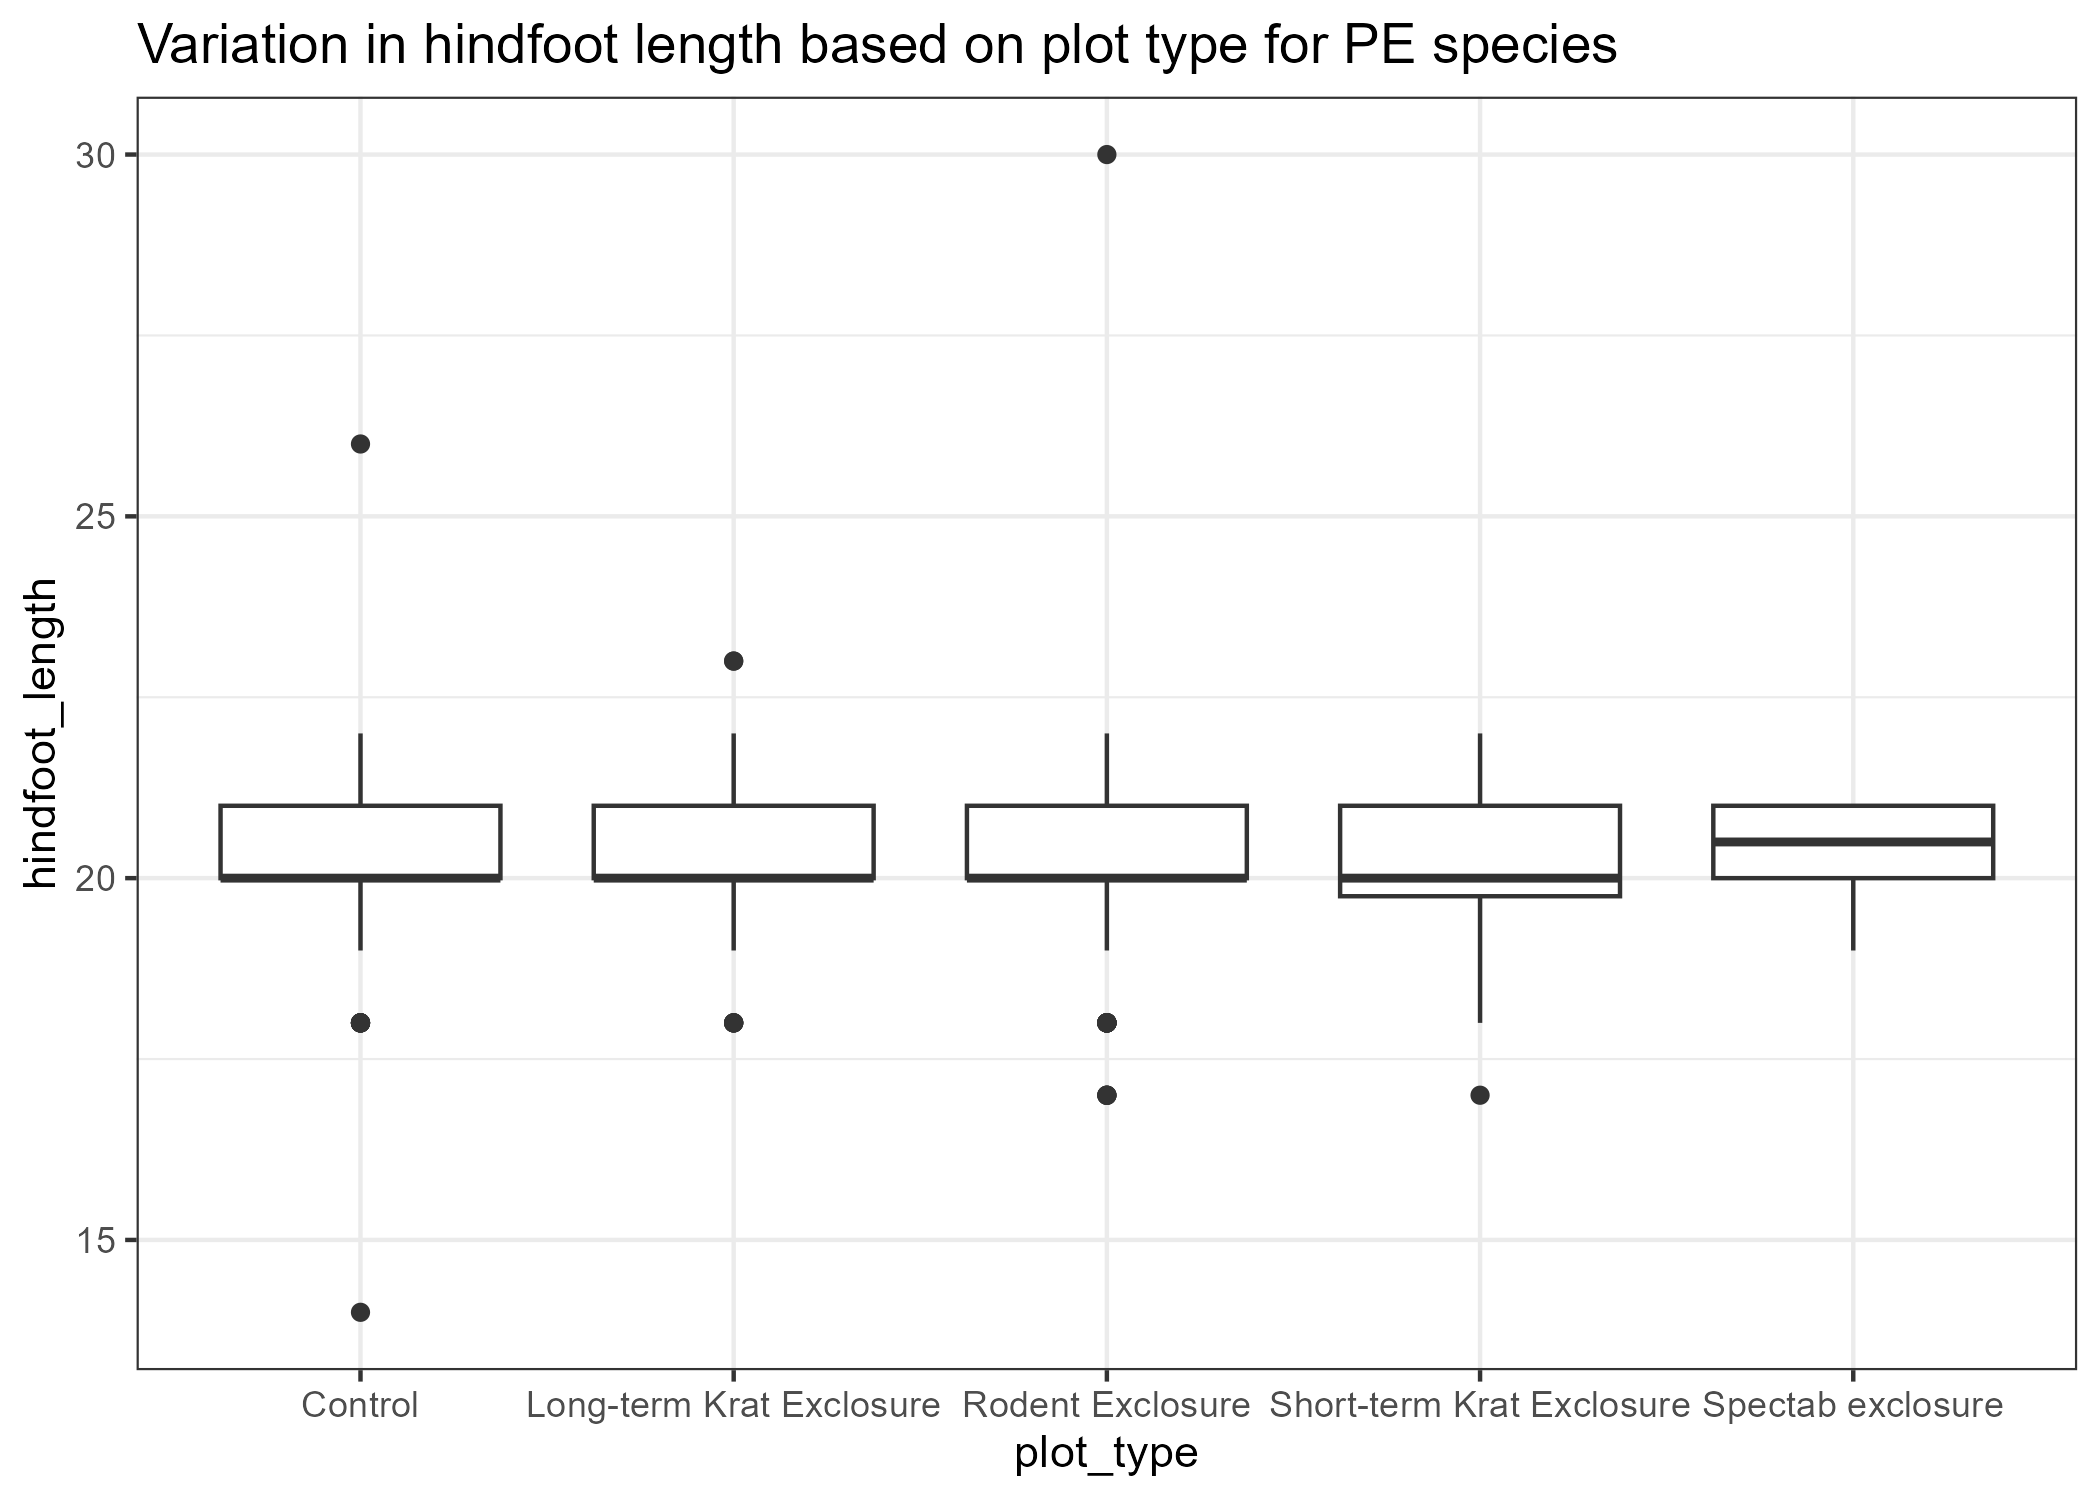 Variation in hindfoot length based on plot type for PE species
hindfoot_length
30
25
20
15
Control
Long-term Krat Exclosure
Rodent Exclosure
Short-term Krat Exclosure
Spectab exclosure
plot_type